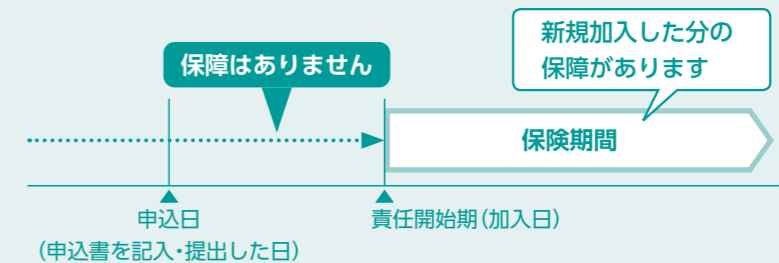 新規加入した分の
保障があります
保障はありません
保険期間
申込日
責任開始期(加入日)
(申込書を記入・提出した日)